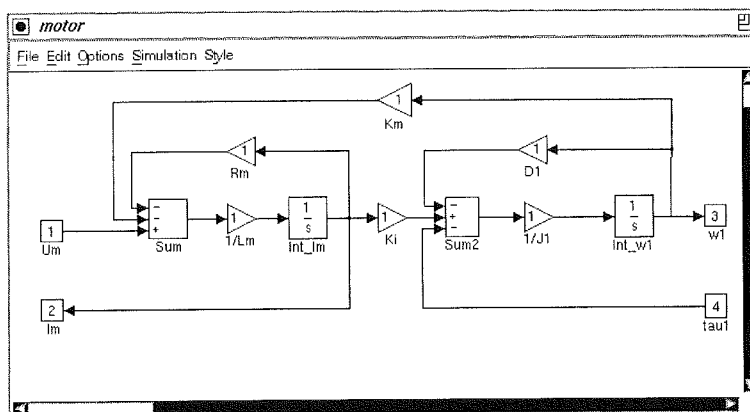 motor
File Edit Options Simulation Style
1
Km
1
Rm
1
D1
1
Um
−
−
+
Sum
1
1/Lm
1
s
Int_Im
1
Ki
−
+
−
Sum2
1
1/J1
1
s
Int_w1
3
w1
2
Im
4
tau1